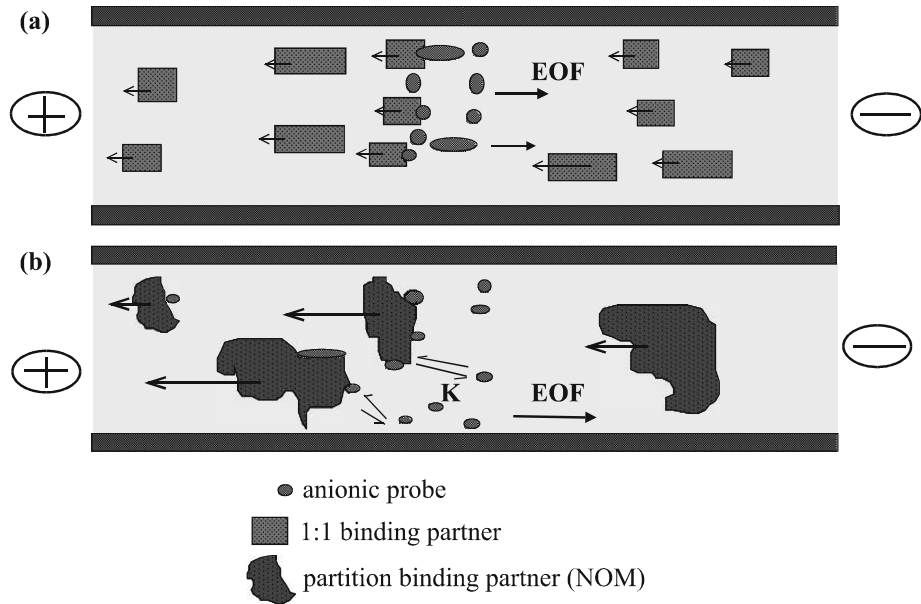 (a)
EOF
+
−
(b)
+
−
K
EOF
anionic probe
1:1 binding partner
partition binding partner (NOM)